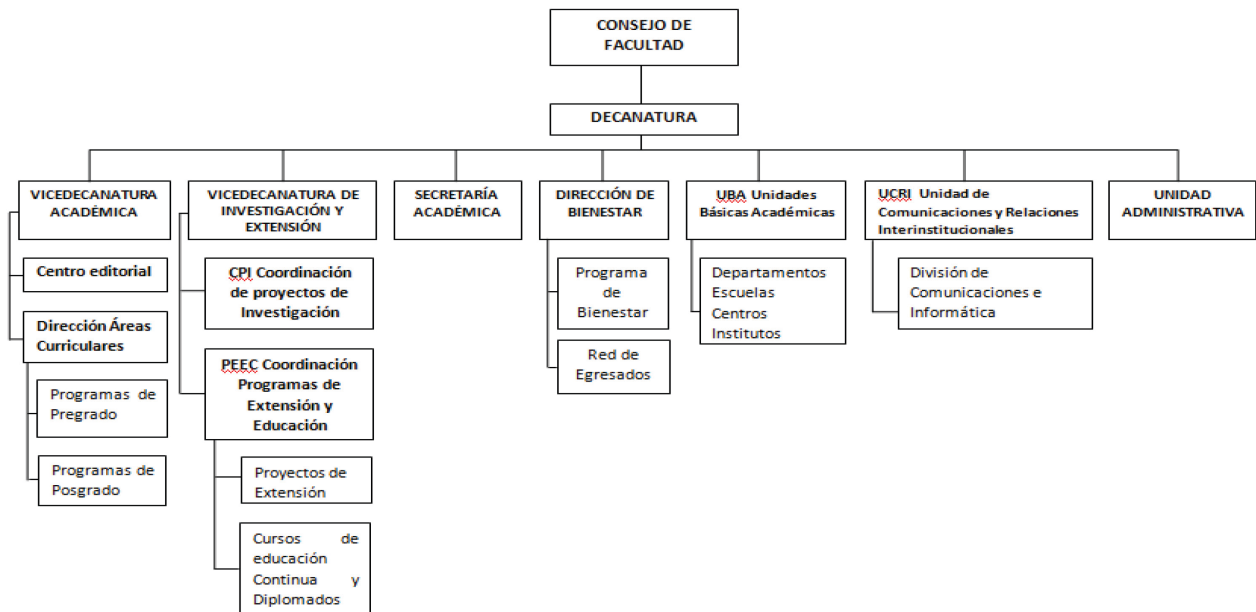 CONSEJO DE
FACULTAD
DECANATURA
VICEDECANATURA
ACADÉMICA
Centro editorial
Dirección Áreas
Curriculares
Programas de
Pregrado
Programas de
Posgrado
VICEDECANATURA DE
INVESTIGACIÓN Y
EXTENSIÓN
CPI Coordinación
de proyectos de
Investigación
PEEC Coordinación
Programas de
Extensión y
Educación
Proyectos de
Extensión
Cursos de
educación
Continua y
Diplomados
SECRETARÍA
ACADÉMICA
DIRECCIÓN DE
BIENESTAR
Programa
de
Bienestar
Red de
Egresados
UBA Unidades
Básicas Académicas
Departamentos
Escuelas
Centros
Institutos
UCRI Unidad de
Comunicaciones y Relaciones
Interinstitucionales
División de
Comunicaciones e
Informática
UNIDAD
ADMINISTRATIVA